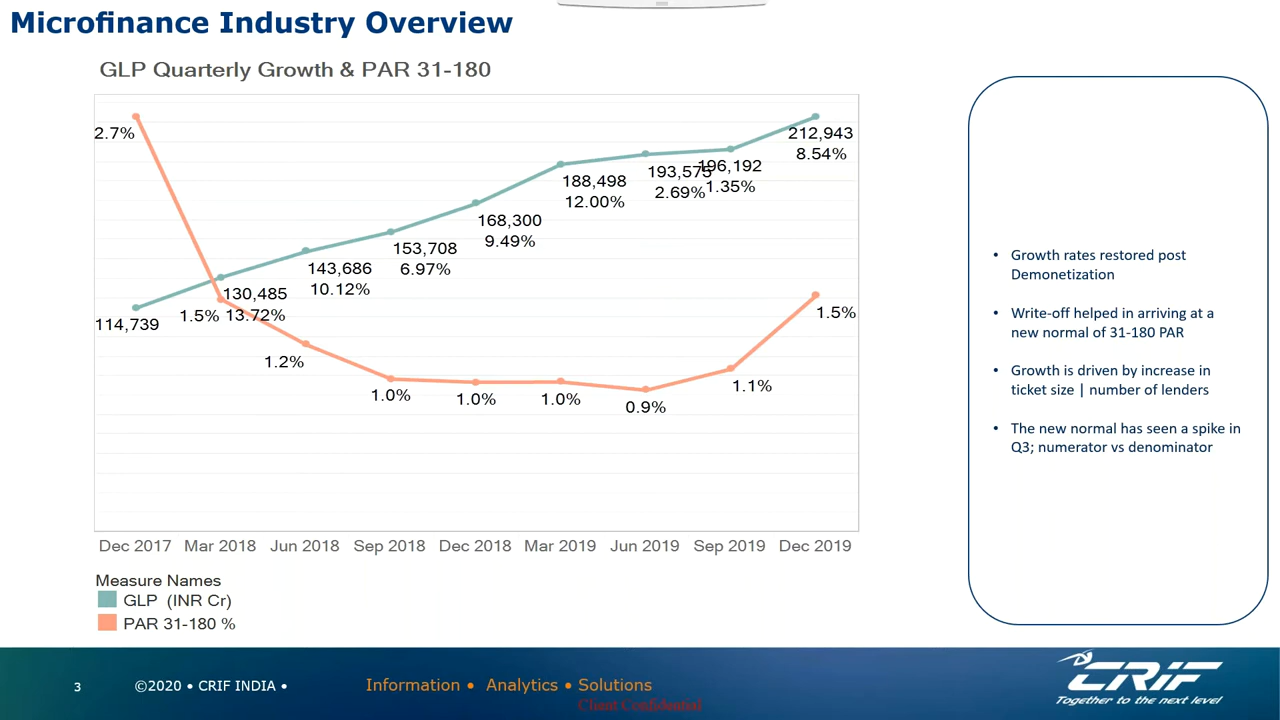 Microfinance Industry Overview
GLP Quarterly Growth & PAR 31-180
2.7%
114,739
1.5%
130,485
13.72%
1.2%
143,686
10.12%
1.0%
153,708
6.97%
1.0%
168,300
9.49%
1.0%
188,498
12.00%
0.9%
193,575
2.69%
1.1%
196,192
1.35%
1.5%
212,943
8.54%
Dec 2017 Mar 2018 Jun 2018 Sep 2018 Dec 2018 Mar 2019 Jun 2019 Sep 2019 Dec 2019
Measure Names
GLP (INR Cr)
PAR 31-180 %
• Growth rates restored post
Demonetization
• Write-off helped in arriving at a
new normal of 31-180 PAR
• Growth is driven by increase in
ticket size | number of lenders
• The new normal has seen a spike in
Q3; numerator vs denominator
3
©2020 • CRIF INDIA •
Information • Analytics • Solutions
Client Confidential
CRIF
Together to the next level